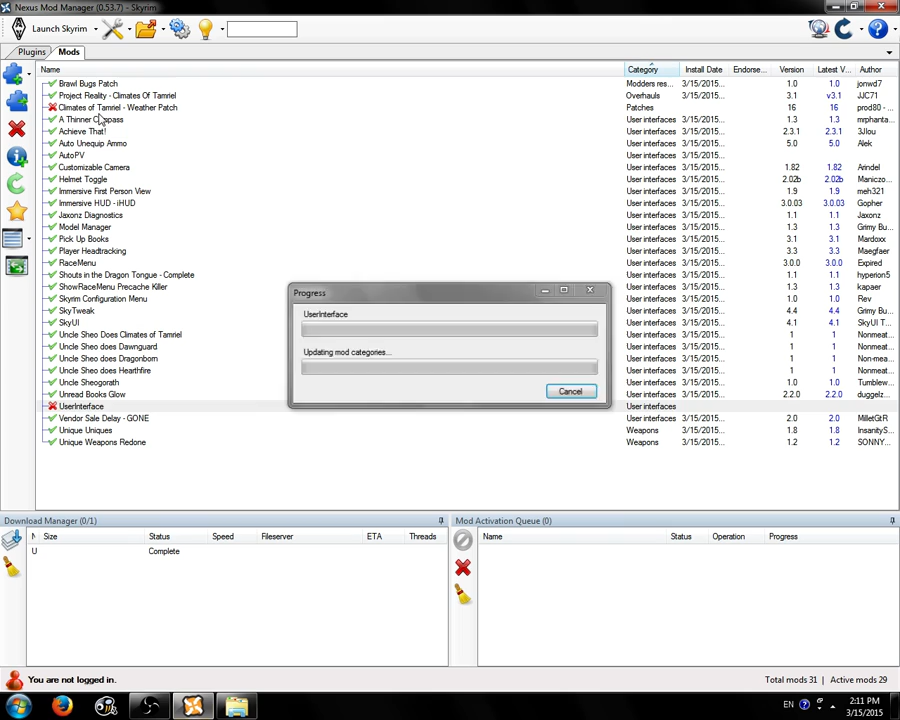 Nexus Mod Manager (0.53.7) - Skyrim
Launch Skyrim
Plugins Mods
Name Category Install Date Endorse... Version Latest V... Author
Brawl Bugs Patch Modders res... 3/15/2015... 1.0 1.0 jonwd7
Project Reality - Climates Of Tamriel Overhauls 3/15/2015... 3.1 v3.1 JJC71
Climates of Tamriel - Weather Patch Patches 16 16 prod80 - ...
A Thinner Compass User interfaces 3/15/2015... 1.3 1.3 mrphanta...
Achieve That! User interfaces 3/15/2015... 2.3.1 2.3.1 3Jlou
Auto Unequip Ammo User interfaces 3/15/2015... 5.0 5.0 Alek
AutoPV User interfaces 3/15/2015...
Customizable Camera User interfaces 3/15/2015... 1.82 1.82 Arindel
Helmet Toggle User interfaces 3/15/2015... 2.02b 2.02b Maniczo...
Immersive First Person View User interfaces 3/15/2015... 1.9 1.9 meh321
Immersive HUD - iHUD User interfaces 3/15/2015... 3.0.03 3.0.03 Gopher
Jaxonz Diagnostics User interfaces 3/15/2015... 1.1 1.1 Jaxonz
Model Manager User interfaces 3/15/2015... 1.3 1.3 Grimy Bu...
Pick Up Books User interfaces 3/15/2015... 3.1 3.1 Mardoxx
Player Headtracking User interfaces 3/15/2015... 3.3 3.3 Maegfaer
RaceMenu User interfaces 3/15/2015... 3.0.0 3.0.0 Expired
Shouts in the Dragon Tongue - Complete User interfaces 3/15/2015... 1.1 1.1 hyperion5
ShowRaceMenu Precache Killer User interfaces 3/15/2015... 1.3 1.3 kapaer
Skyrim Configuration Menu User interfaces 3/15/2015... 1.0 1.0 Rev
SkyTweak User interfaces 3/15/2015... 4.4 4.4 Grimy Bu...
SkyUI User interfaces 3/15/2015... 4.1 4.1 SkyUI T...
Uncle Sheo Does Climates of Tamriel User interfaces 3/15/2015... 1 1 Nonmeat...
Uncle Sheo does Dawnguard User interfaces 3/15/2015... 1 1 Nonmeat...
Uncle Sheo does Dragonborn User interfaces 3/15/2015... 1 1 Non-mea...
Uncle Sheo does Hearthfire User interfaces 3/15/2015... 1 1 Nonmeat...
Uncle Sheogorath User interfaces 3/15/2015... 1.0 1.0 Tumblew...
Unread Books Glow User interfaces 3/15/2015... 2.2.0 2.2.0 duggelz...
UserInterface User interfaces
Vendor Sale Delay - GONE User interfaces 3/15/2015... 2.0 2.0 MilletGtR
Unique Uniques Weapons 3/15/2015... 1.8 1.8 InsanityS...
Unique Weapons Redone Weapons 3/15/2015... 1.2 1.2 SONNY...
Progress
UserInterface
Updating mod categories...
Cancel
Download Manager (0/1)
N Size Status Speed Fileserver ETA Threads
U Complete
Mod Activation Queue (0)
Name Status Operation Progress
You are not logged in.
Total mods 31 | Active mods 29
EN
2:11 PM
3/15/2015